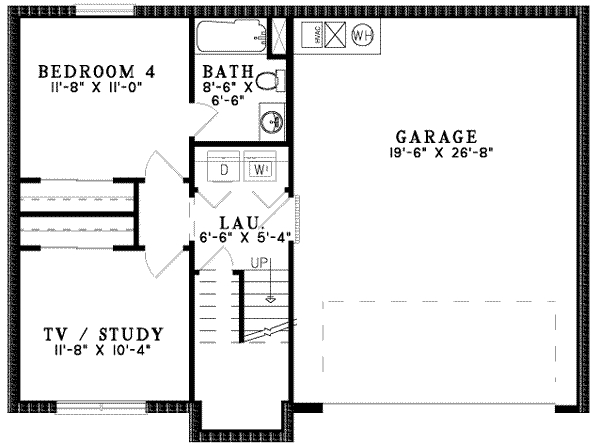 HVAC
WH
BEDROOM 4
11'-8" X 11'-0"
BATH
8'-6" X
6'-6"
GARAGE
19'-6" X 26'-8"
D
W
LAU.
6'-6" X 5'-4"
UP
TV / STUDY
11'-8" X 10'-4"